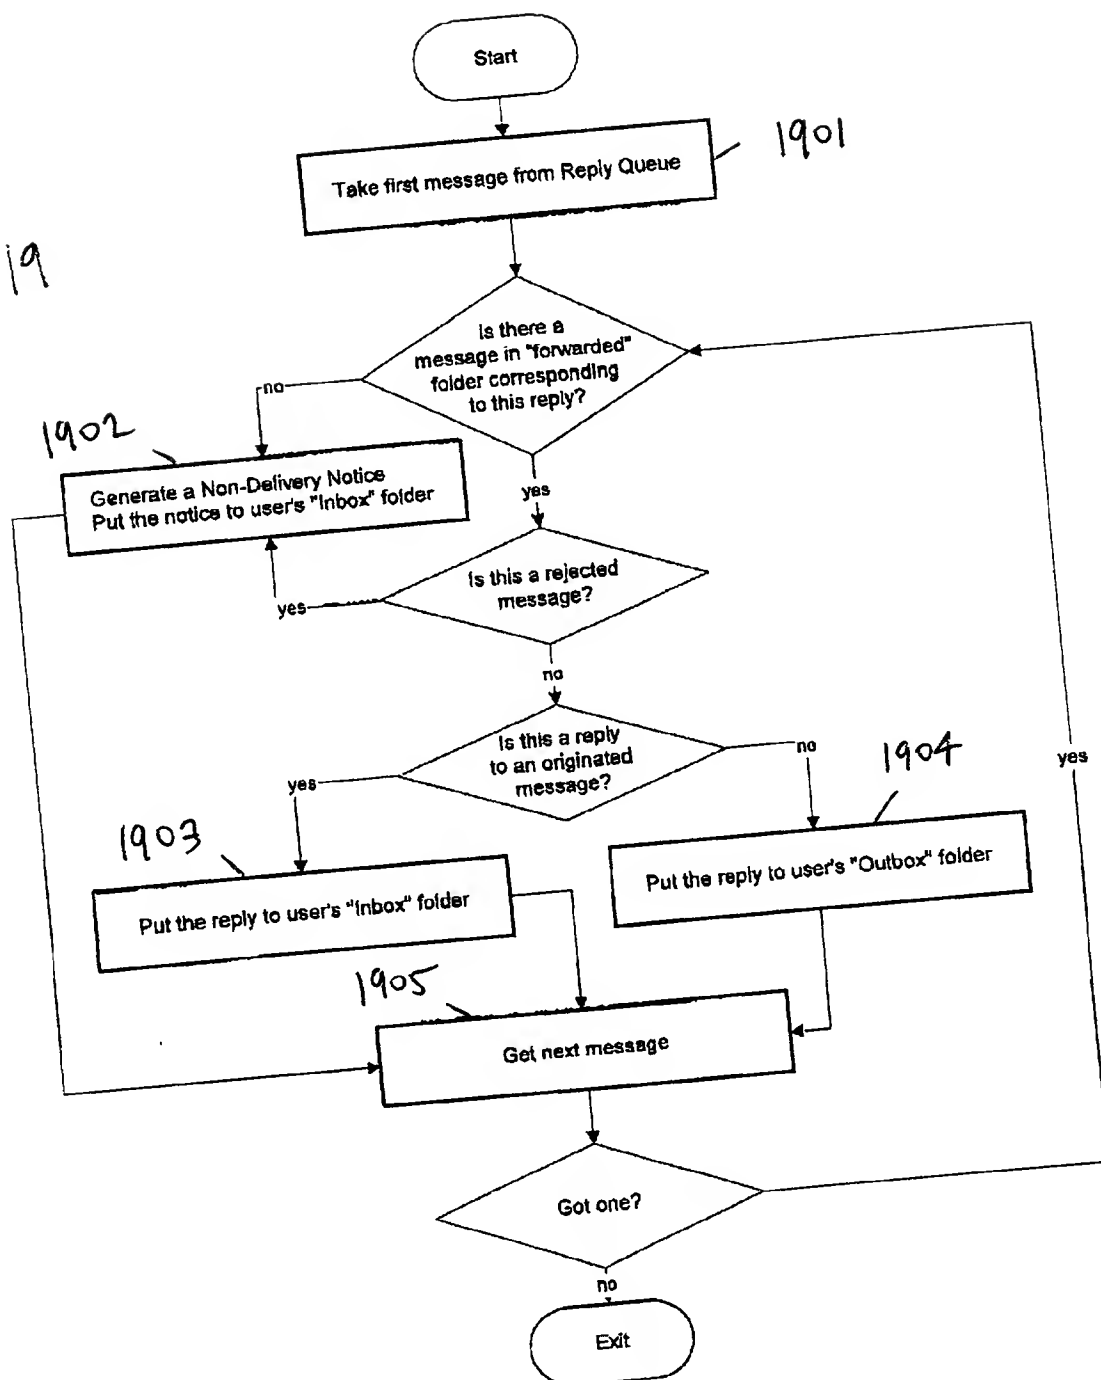 Start
Take first message from Reply Queue
1901
19
Is there a
message in "forwarded"
folder corresponding
to this reply?
no
1902
Generate a Non-Delivery Notice
Put the notice to user's "Inbox" folder
yes
Is this a rejected
message?
yes
no
Is this a reply
to an originated
message?
no
1904
yes
yes
1903
Put the reply to user's "Outbox" folder
Put the reply to user's "Inbox" folder
1905
Get next message
Got one?
no
Exit